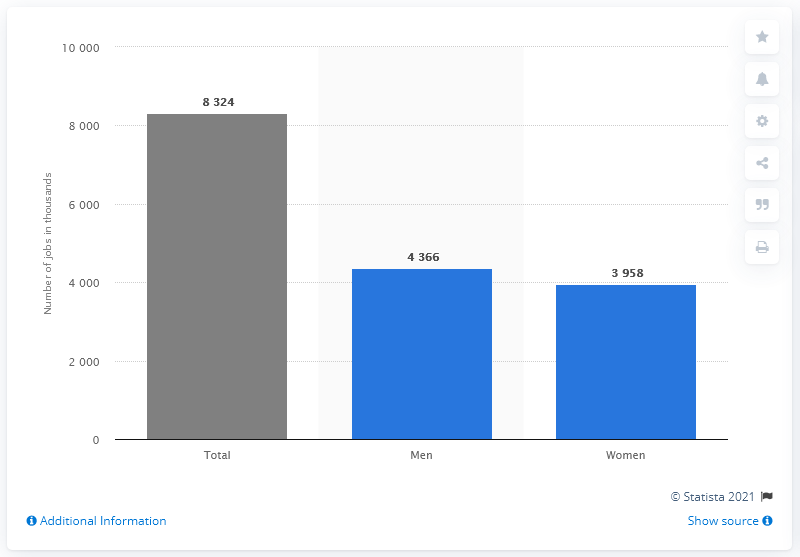 10 000
8 324
8 000
Number of jobs in thousands
6 000
4 366
3 958
4 000
2 000
0
Total Men Women
© Statista 2021
Additional Information Show source